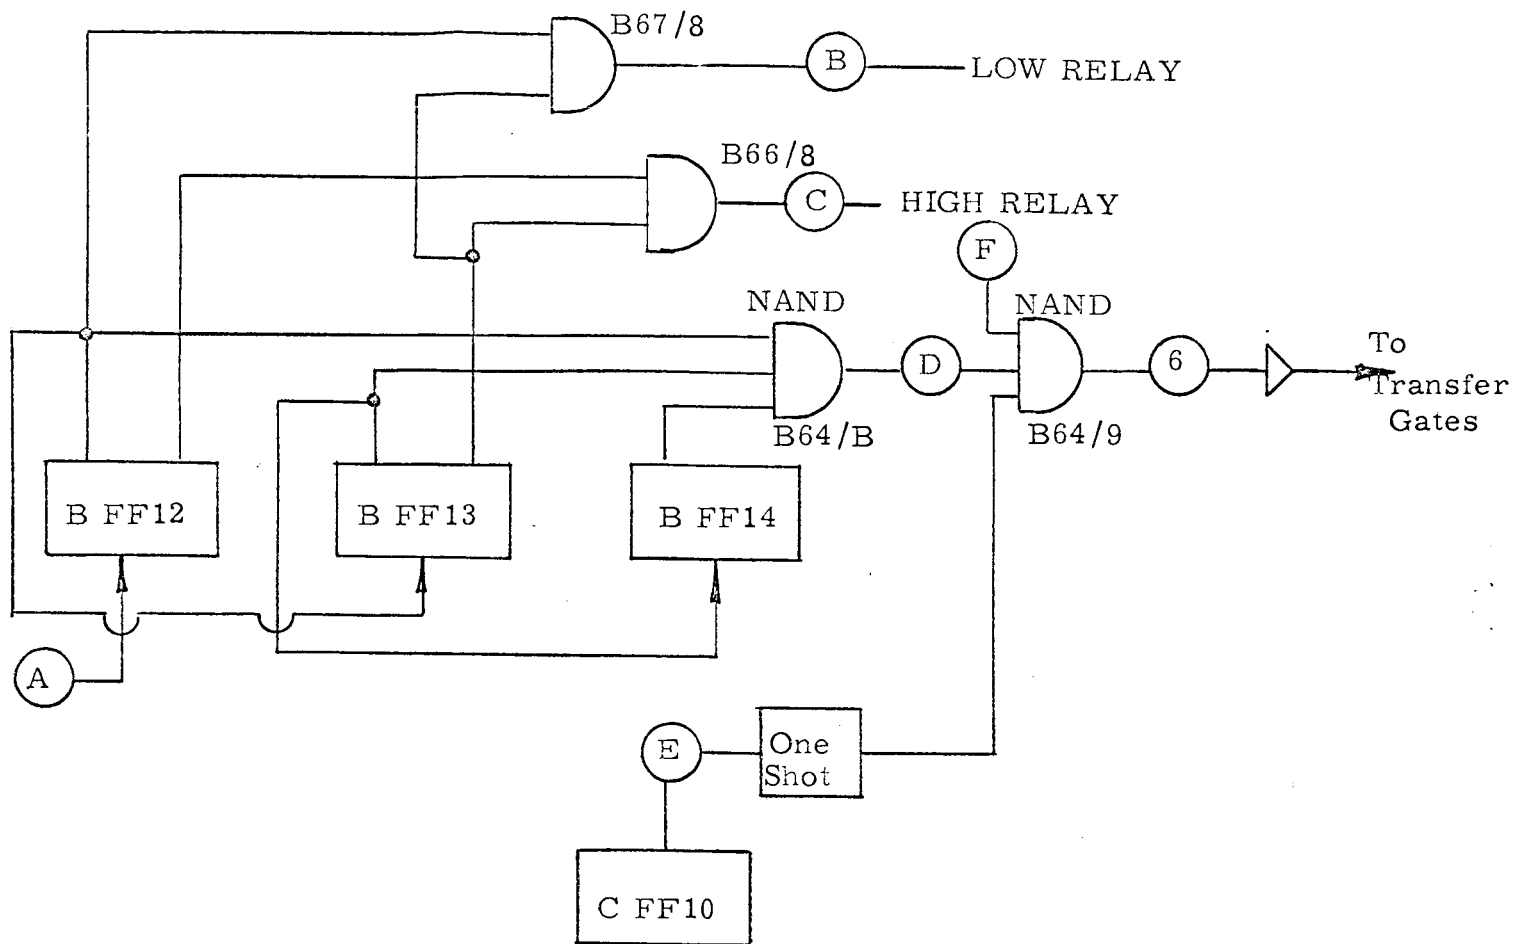 B67/8
B
LOW RELAY
B66/8
C
HIGH RELAY
F
NAND
NAND
D
6
To
Transfer
Gates
B64/B
B64/9
B FF12
B FF13
B FF14
A
E
One
Shot
C FF10